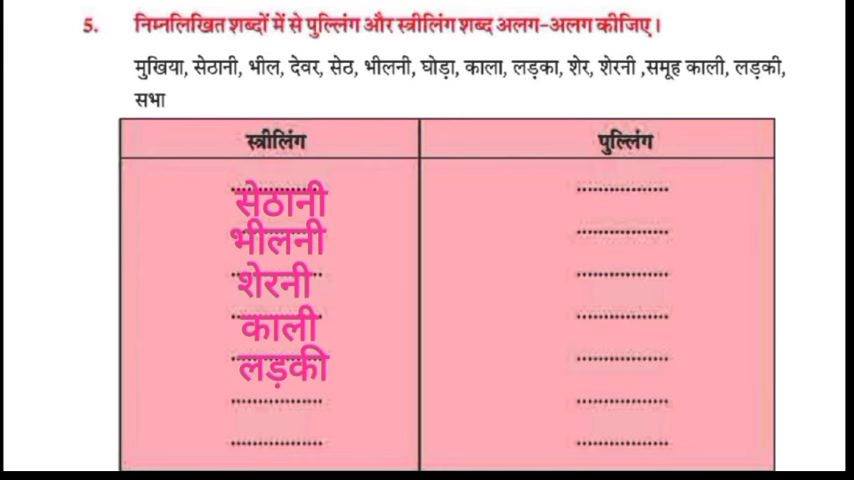 5. निम्नलिखित शब्दों में से पुल्लिंग और स्त्रीलिंग शब्द अलग-अलग कीजिए।
मुखिया, सेठानी, भील, देवर, सेठ, भीलनी, घोड़ा, काला, लड़का, शेर, शेरनी ,समूह काली, लड़की,
सभा
स्त्रीलिंग पुल्लिंग
सेठानी
भीलनी
शेरनी
काली
लड़की